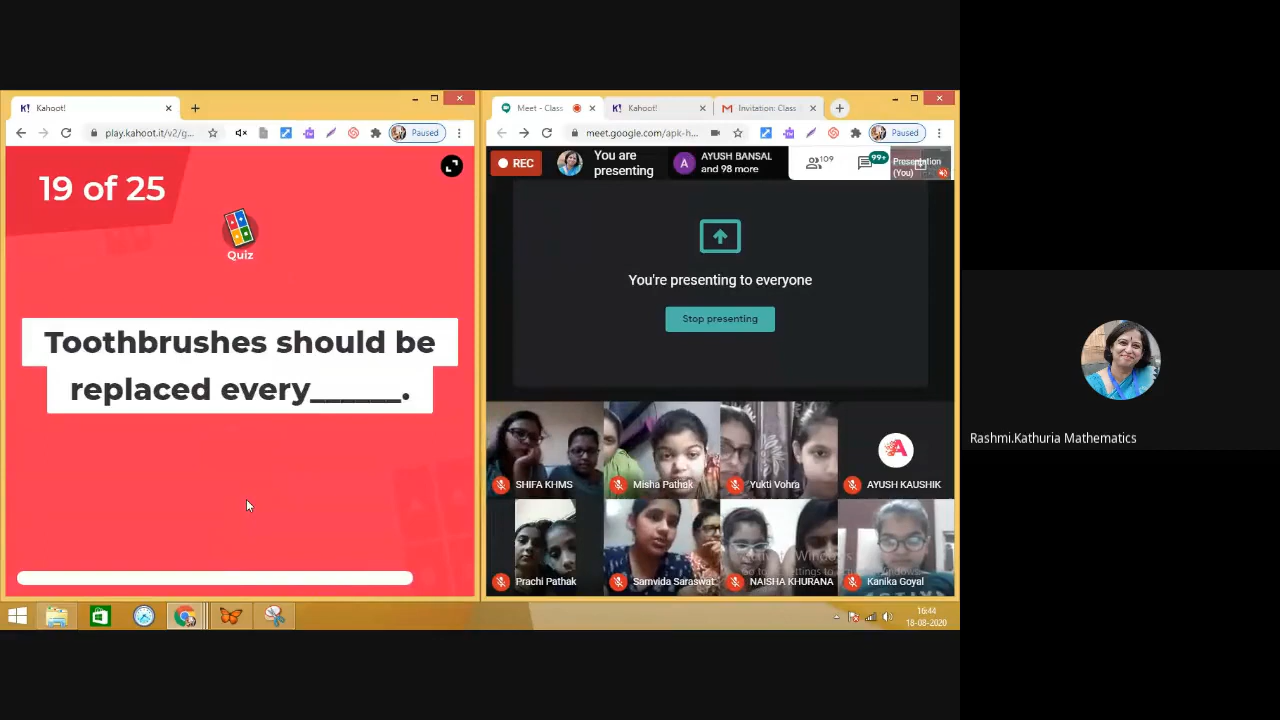 Kahoot!
play.kahoot.it/v2/g...
Paused
19 of 25
Quiz
Toothbrushes should be
replaced every______.
Meet - Class
Kahoot!
Invitation: Class
meet.google.com/apk-h...
Paused
REC
You are
presenting
A
AYUSH BANSAL
and 98 more
109
99+
Presentation
(You)
You're presenting to everyone
Stop presenting
SHIFA KHMS
Misha Pathak
Yukti Vohra
AYUSH KAUSHIK
Prachi Pathak
Samvida Saraswat
NAISHA KHURANA
Kanika Goyal
Rashmi.Kathuria Mathematics
16:44
18-08-2020